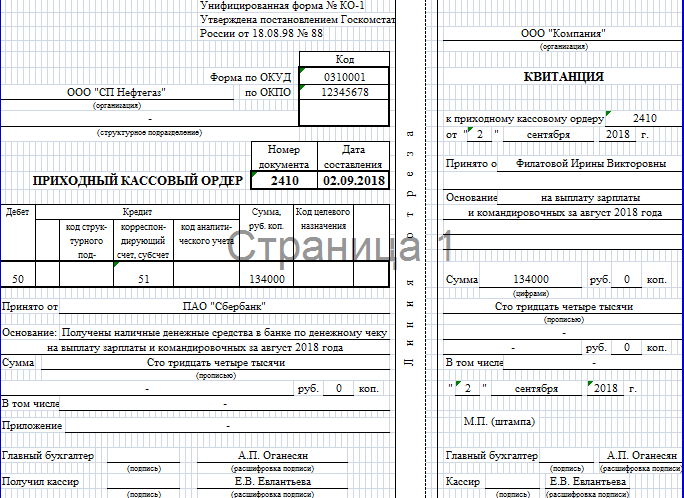 Унифицированная форма № КО-1
Утверждена постановлением Госкомстат
России от 18.08.98 № 88
Код
Форма по ОКУД 0310001
ООО "СП Нефтегаз" по ОКПО 12345678
(организация)
-
(структурное подразделение)
Номер документа Дата составления
ПРИХОДНЫЙ КАССОВЫЙ ОРДЕР 2410 02.09.2018
Дебет Кредит Сумма, руб. коп. Код целевого назначения
код струк-турного под- корреспон-дирующий счет, субсчет код аналити-ческого учета
50 51 134000
Страница 1
Принято от ПАО "Сбербанк"
Основание: Получены наличные денежные средства в банке по денежному чеку
на выплату зарплаты и командировочных за август 2018 года
Сумма Сто тридцать четыре тысячи
(прописью)
- руб. 0 коп.
В том числе -
Приложение -
Главный бухгалтер А.П. Оганесян
(подпись) (расшифровка подписи)
Получил кассир Е.В. Евлантьева
(подпись) (расшифровка подписи)
Линия отреза
ООО "Компания"
(организация)
КВИТАНЦИЯ
к приходному кассовому ордеру 2410
от " 2 " сентября 2018 г.
Принято о Филатовой Ирины Викторовны
Основание на выплату зарплаты
и командировочных за август 2018 года
Сумма 134000 руб. 0 коп.
(цифрами)
Сто тридцать четыре тысячи
(прописью)
-
- руб. 0 коп.
В том числе -
" 2 " сентября 2018 г.
М.П. (штампа)
Главный бухгалтер А.П. Оганесян
(подпись) (расшифровка подписи)
Кассир Е.В. Евлантьева
(подпись) (расшифровка подписи)